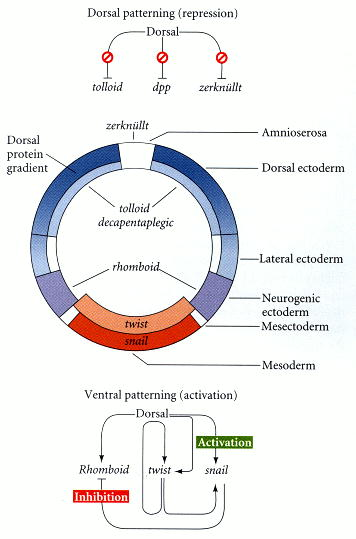 Dorsal patterning (repression)
Dorsal
tolloid dpp zerknüllt
zerknüllt
Amnioserosa
Dorsal
protein
gradient
Dorsal ectoderm
tolloid
decapentaplegic
Lateral ectoderm
rhomboid
Neurogenic
ectoderm
twist
Mesectoderm
snail
Mesoderm
Ventral patterning (activation)
Dorsal
Activation
Rhomboid twist snail
Inhibition